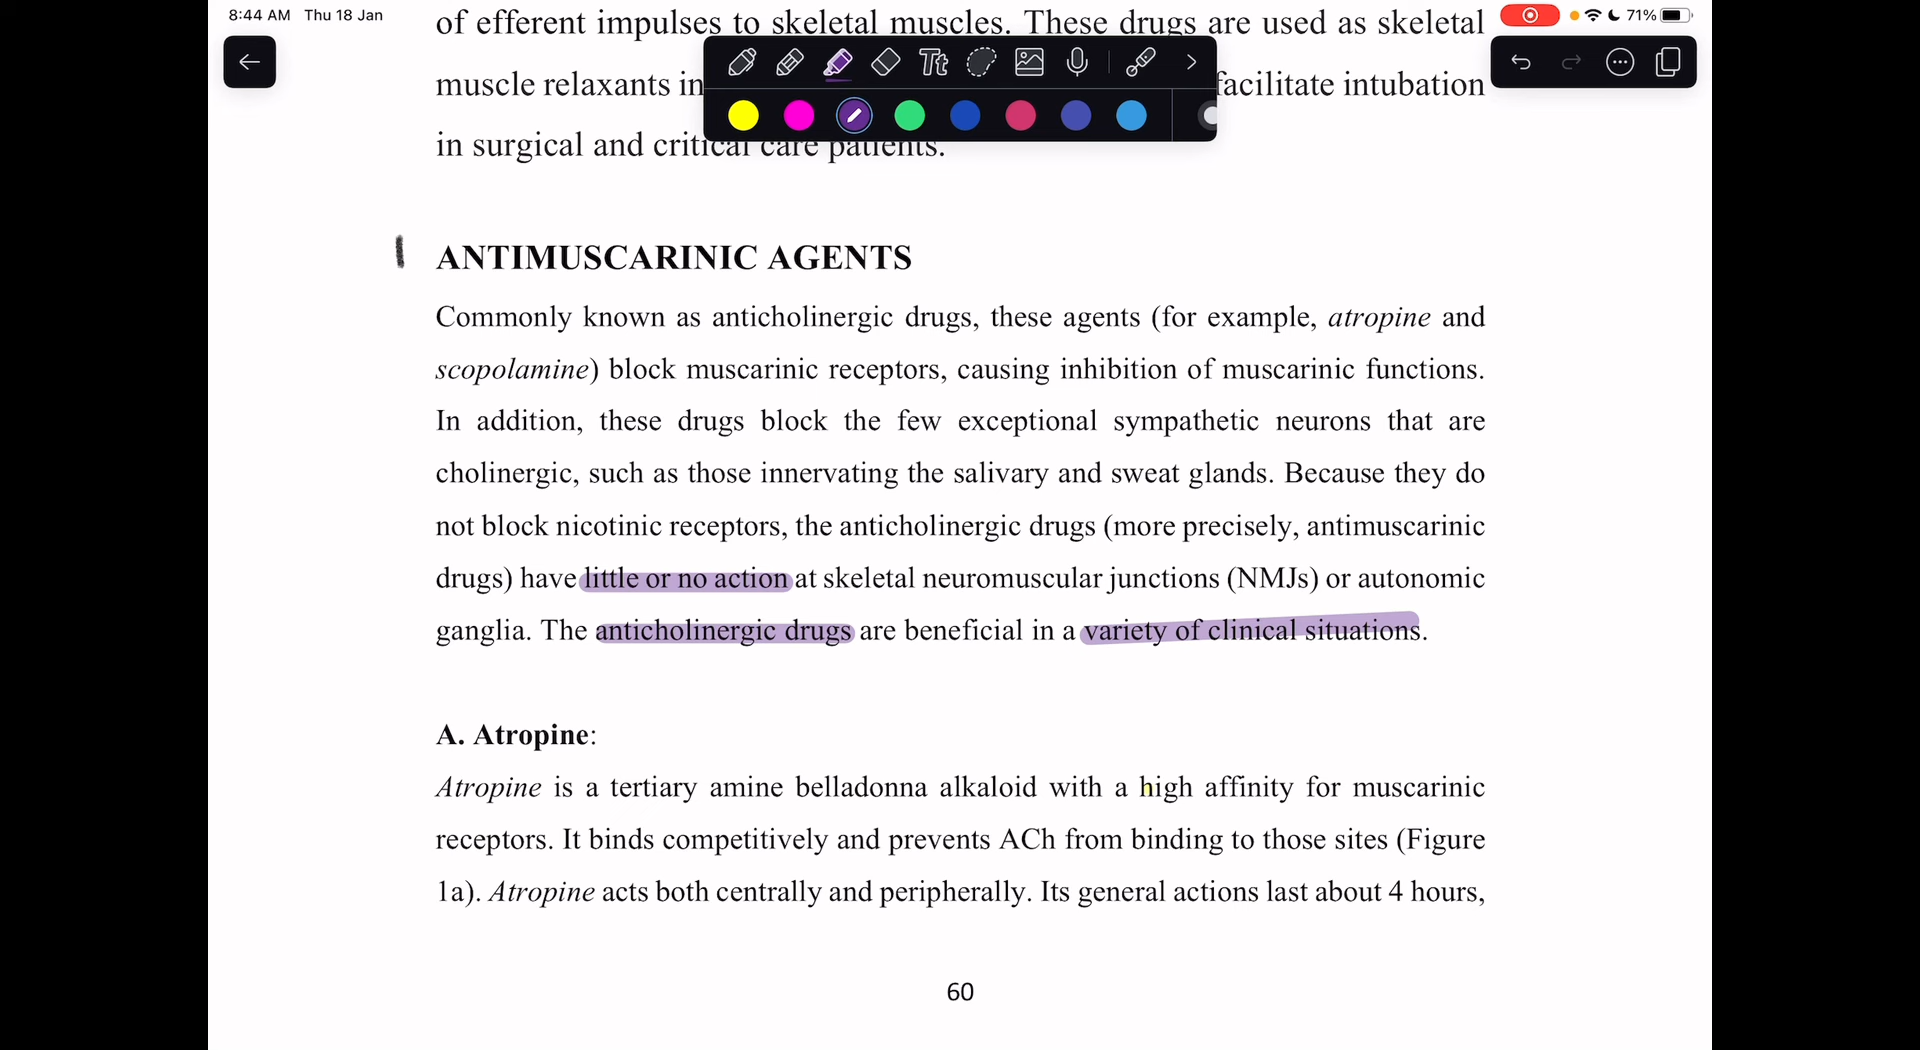 8:44 AM Thu 18 Jan
71%
of efferent impulses to skeletal muscles. These drugs are used as skeletal
Tt
muscle relaxants in facilitate intubation
in surgical and critical care patients.
ANTIMUSCARINIC AGENTS
Commonly known as anticholinergic drugs, these agents (for example, atropine and
scopolamine) block muscarinic receptors, causing inhibition of muscarinic functions.
In addition, these drugs block the few exceptional sympathetic neurons that are
cholinergic, such as those innervating the salivary and sweat glands. Because they do
not block nicotinic receptors, the anticholinergic drugs (more precisely, antimuscarinic
drugs) have little or no action at skeletal neuromuscular junctions (NMJs) or autonomic
ganglia. The anticholinergic drugs are beneficial in a variety of clinical situations.
A. Atropine:
Atropine is a tertiary amine belladonna alkaloid with a high affinity for muscarinic
receptors. It binds competitively and prevents ACh from binding to those sites (Figure
1a). Atropine acts both centrally and peripherally. Its general actions last about 4 hours,
60